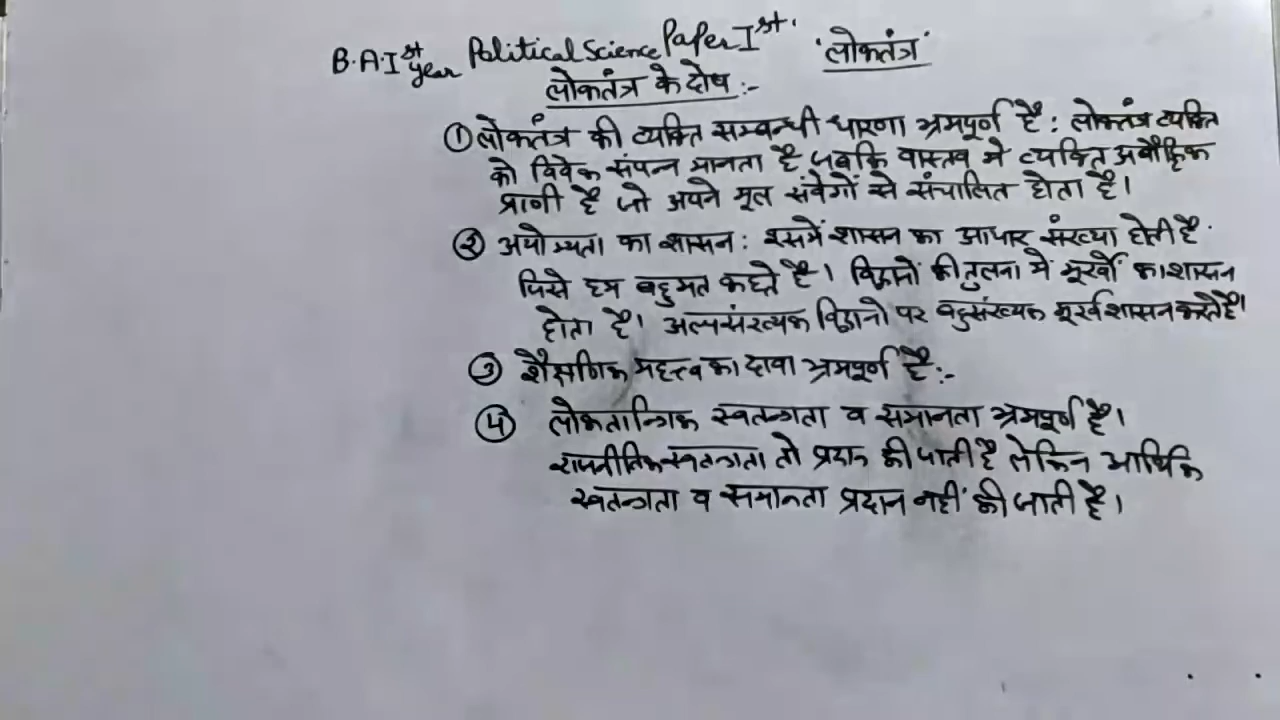 B.A.Ist year Political Science Paper Ist. 'लोकतंत्र'
लोकतंत्र के दोष :-
① लोकतंत्र की व्यक्ति सम्बन्धी धारणा भ्रमपूर्ण है : लोकतंत्र व्यक्ति
को विवेक संपन्न मानता है जबकि वास्तव मे व्यक्ति अबौद्धिक
प्राणी है जो अपने मूल संवेगों से संचालित होता है।
② अयोग्यता का शासन : इसमें शासन का आधार संख्या होती है.
जिसे हम बहुमत कहते है। विद्वानों की तुलना में मूर्खों का शासन
होता है। अल्पसंख्यक विद्वानो पर बहुसंख्यक मूर्ख शासन करते है।
③ शैक्षणिक महत्त्व का दावा भ्रमपूर्ण है :-
④ लोकतान्त्रिक स्वतन्त्रता व समानता भ्रमपूर्ण है।
राजनीतिक स्वतन्त्रता तो प्रदान की जाती है लेकिन आर्थिक
स्वतन्त्रता व समानता प्रदान नहीं की जाती है।